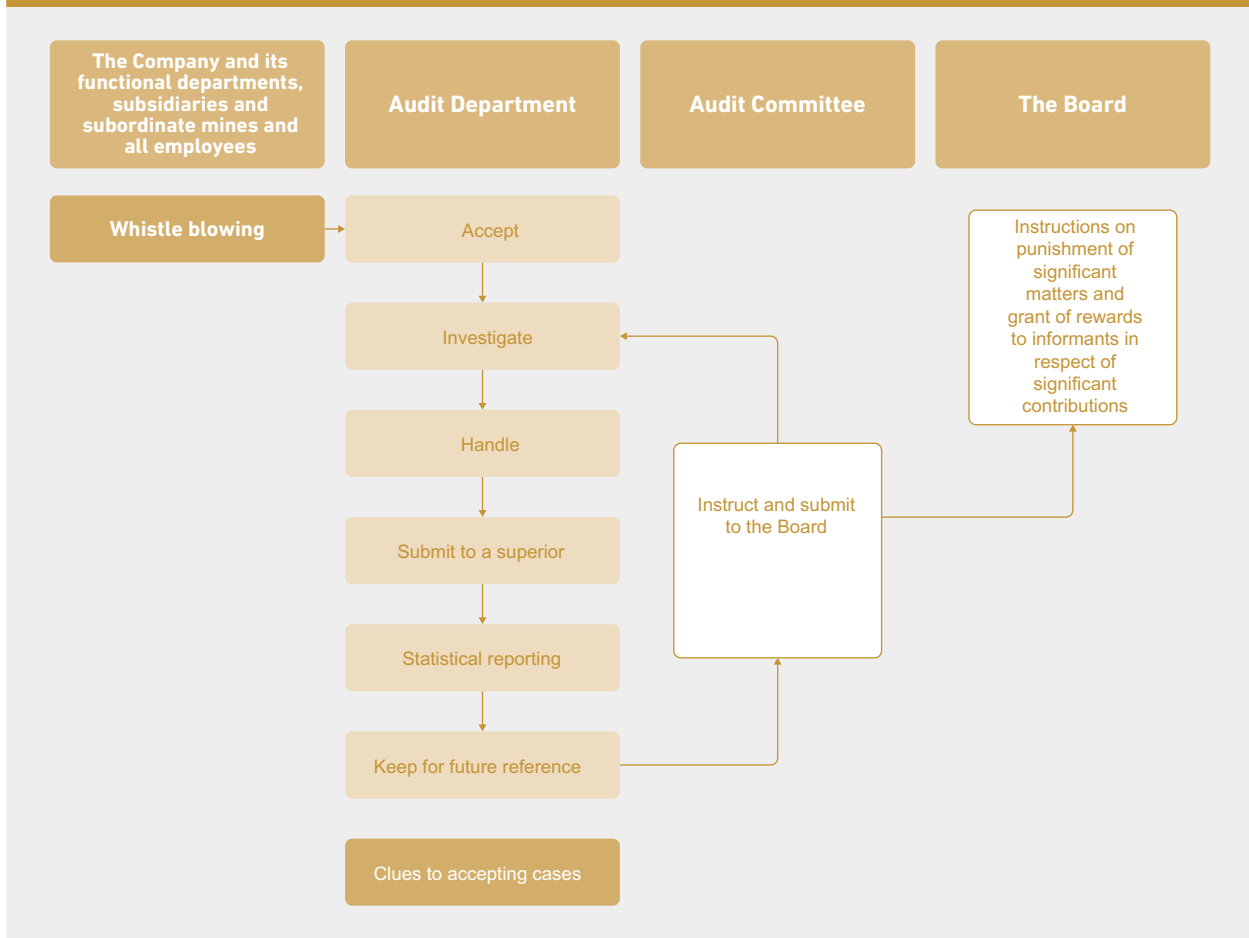 The Company and its
functional departments,
subsidiaries and
subordinate mines and
all employees
Audit Department
Audit Committee
The Board
Whistle blowing
Accept
Investigate
Handle
Submit to a superior
Statistical reporting
Keep for future reference
Clues to accepting cases
Instruct and submit
to the Board
Instructions on
punishment of
significant
matters and
grant of rewards
to informants in
respect of
significant
contributions